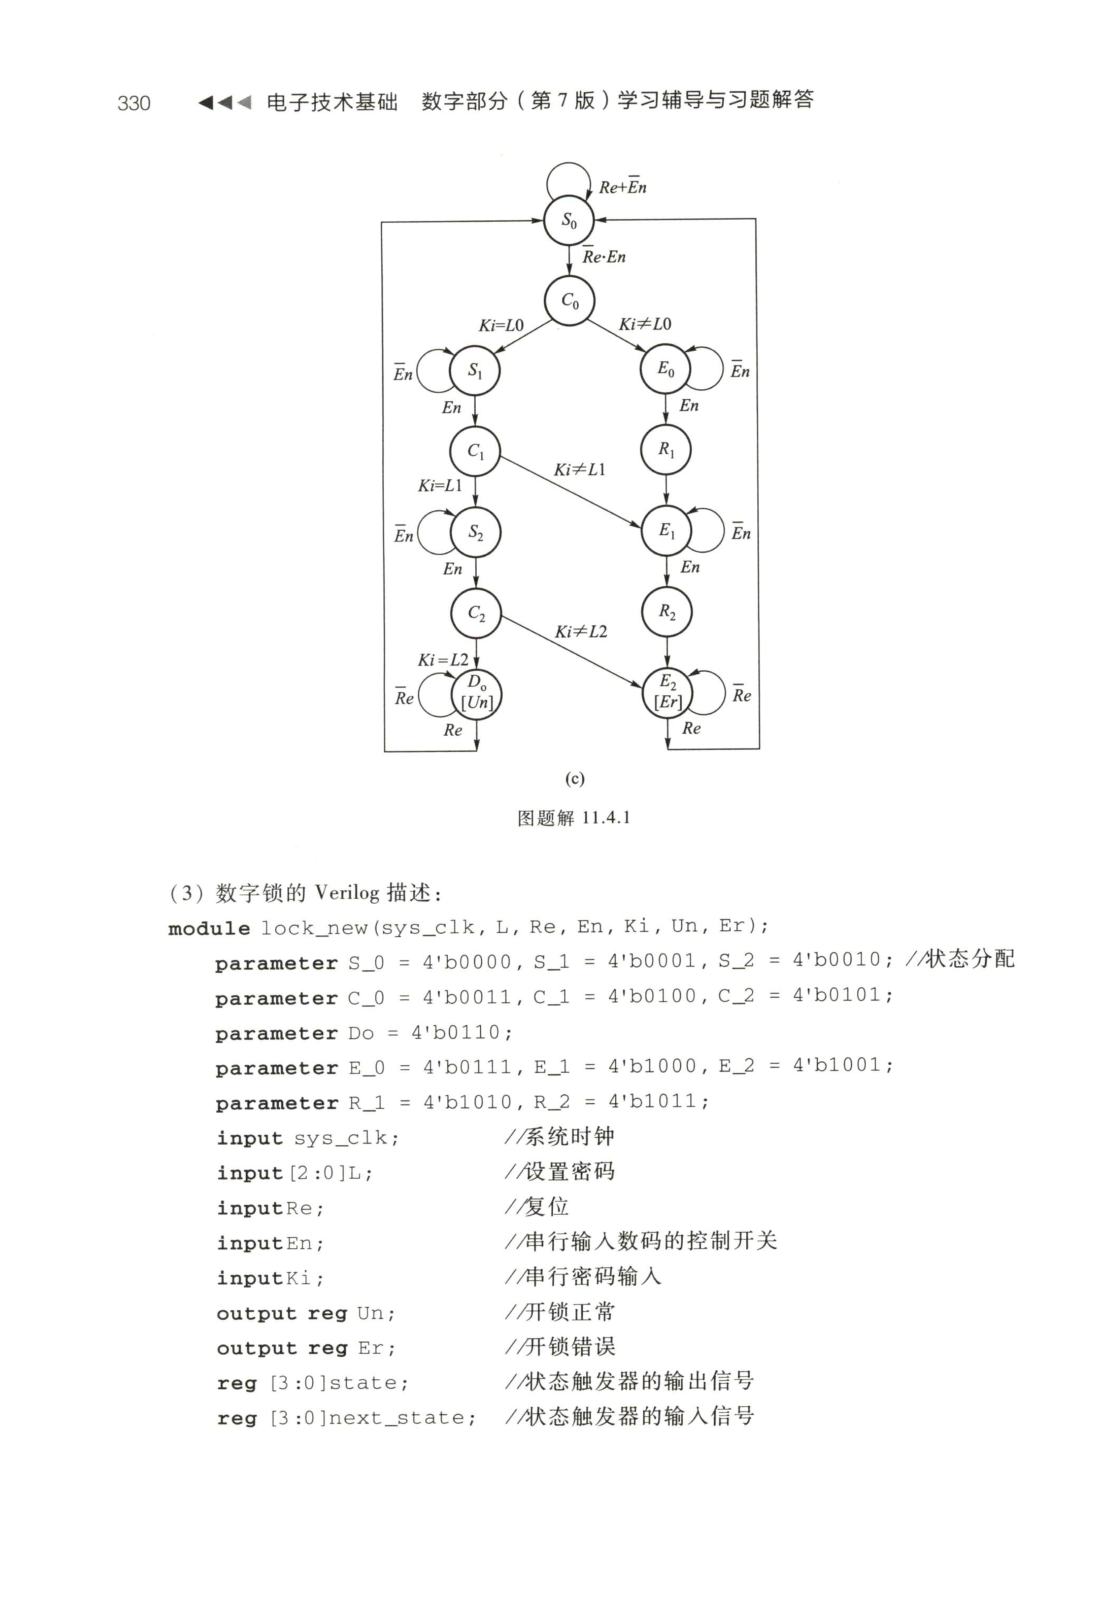 330 ◀◀◀ 电子技术基础 数字部分(第7版)学习辅导与习题解答
Re+E̅n
S₀
R̅e·En
C₀
Ki=L0
Ki≠L0
E̅n
S₁
E₀
E̅n
En
En
C₁
R₁
Ki≠L1
Ki=L1
E̅n
S₂
E₁
E̅n
En
En
C₂
R₂
Ki≠L2
Ki=L2
R̅e
Dₒ
[Un]
E₂
[Er]
R̅e
Re
Re
(c)
图题解 11.4.1
(3) 数字锁的 Verilog 描述:
module lock_new(sys_clk, L, Re, En, Ki, Un, Er);
parameter S_0 = 4'b0000, S_1 = 4'b0001, S_2 = 4'b0010; //状态分配
parameter C_0 = 4'b0011, C_1 = 4'b0100, C_2 = 4'b0101;
parameter Do = 4'b0110;
parameter E_0 = 4'b0111, E_1 = 4'b1000, E_2 = 4'b1001;
parameter R_1 = 4'b1010, R_2 = 4'b1011;
input sys_clk; //系统时钟
input[2:0]L; //设置密码
inputRe; //复位
inputEn; //串行输入数码的控制开关
inputKi; //串行密码输入
output reg Un; //开锁正常
output reg Er; //开锁错误
reg [3:0]state; //状态触发器的输出信号
reg [3:0]next_state; //状态触发器的输入信号